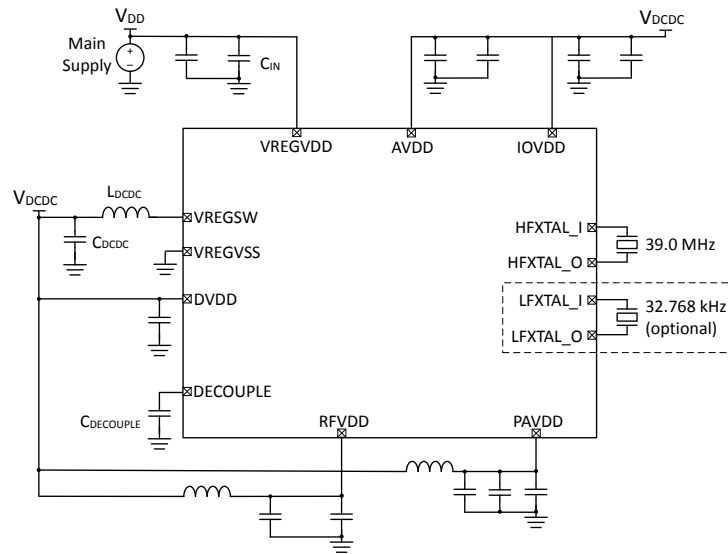 VDD
VDCDC
Main
Supply
CIN
VREGVDD
AVDD
IOVDD
VDCDC
LDCDC
VREGSW
HFXTAL_I
CDCDC
VREGVSS
39.0 MHz
HFXTAL_O
DVDD
LFXTAL_I
32.768 kHz
(optional)
LFXTAL_O
DECOUPLE
CDECOUPLE
RFVDD
PAVDD